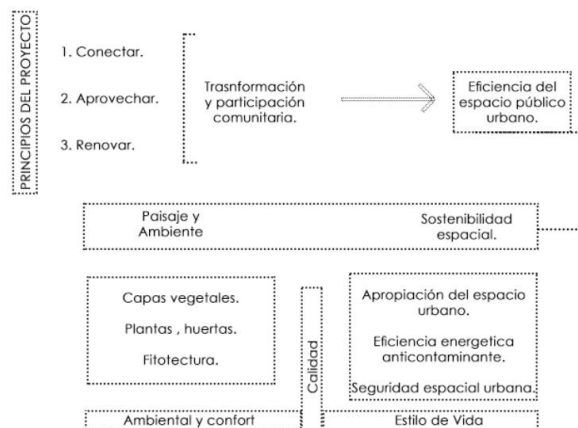 PRINCIPIOS DEL PROYECTO
1. Conectar.
2. Aprovechar.
3. Renovar.
Trasnformación
y participación
comunitaria.
Eficiencia del
espacio público
urbano.
Paisaje y
Ambiente
Sostenibilidad
espacial.
Capas vegetales.
Plantas , huertas.
Fitotectura.
Calidad
Apropiación del espacio
urbano.
Eficiencia energetica
anticontaminante.
Seguridad espacial urbana.
Ambiental y confort
Estilo de Vida